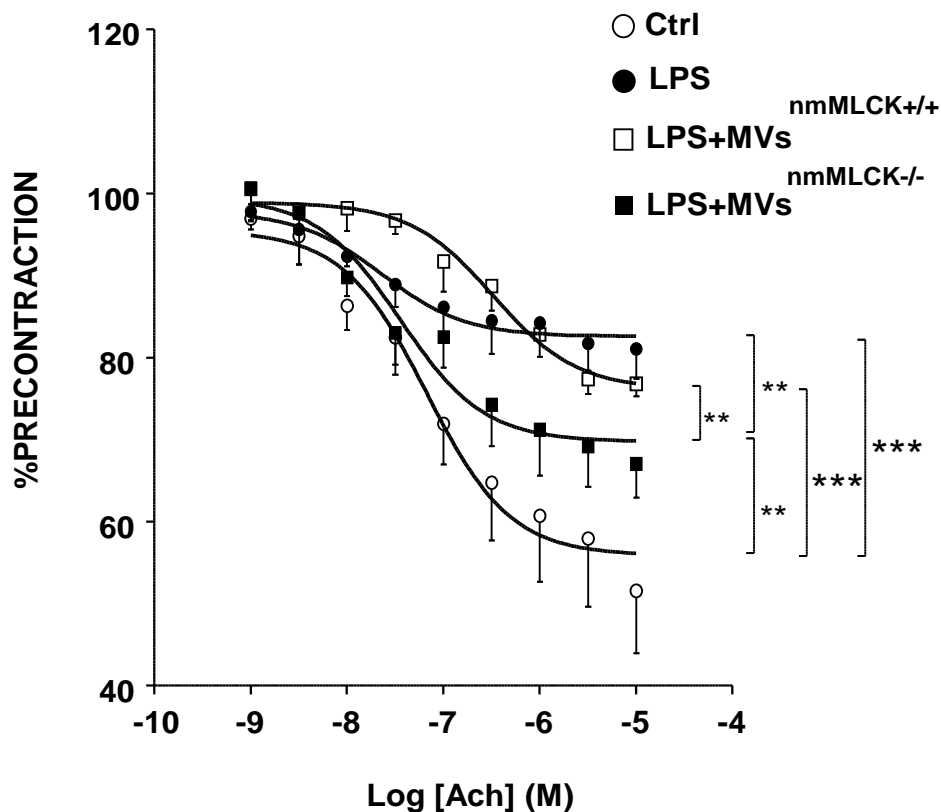 120
100
80
60
40
-10 -9 -8 -7 -6 -5 -4
%PRECONTRACTION
Log [Ach] (M)
Ctrl
LPS
LPS+MVs nmMLCK+/+
LPS+MVs nmMLCK-/-
**
**
**
***
***